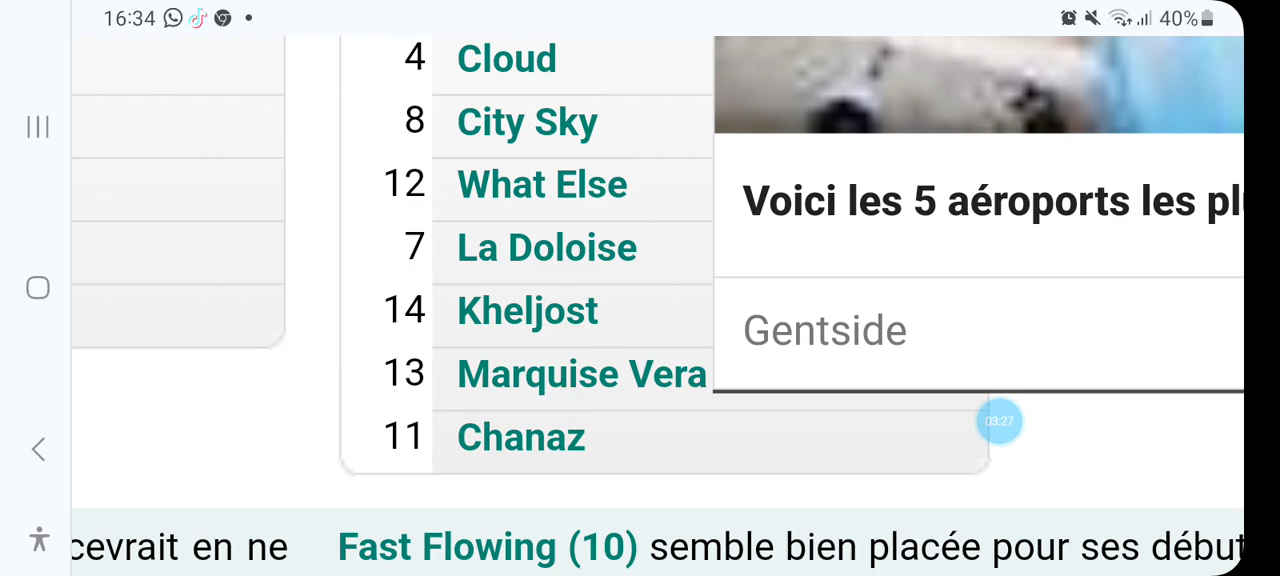 16:34 40%
4 Cloud
8 City Sky
12 What Else
7 La Doloise
14 Kheljost
13 Marquise Vera
11 Chanaz
Voici les 5 aéroports les pl
Gentside
03:27
cevrait en ne
Fast Flowing (10) semble bien placée pour ses début